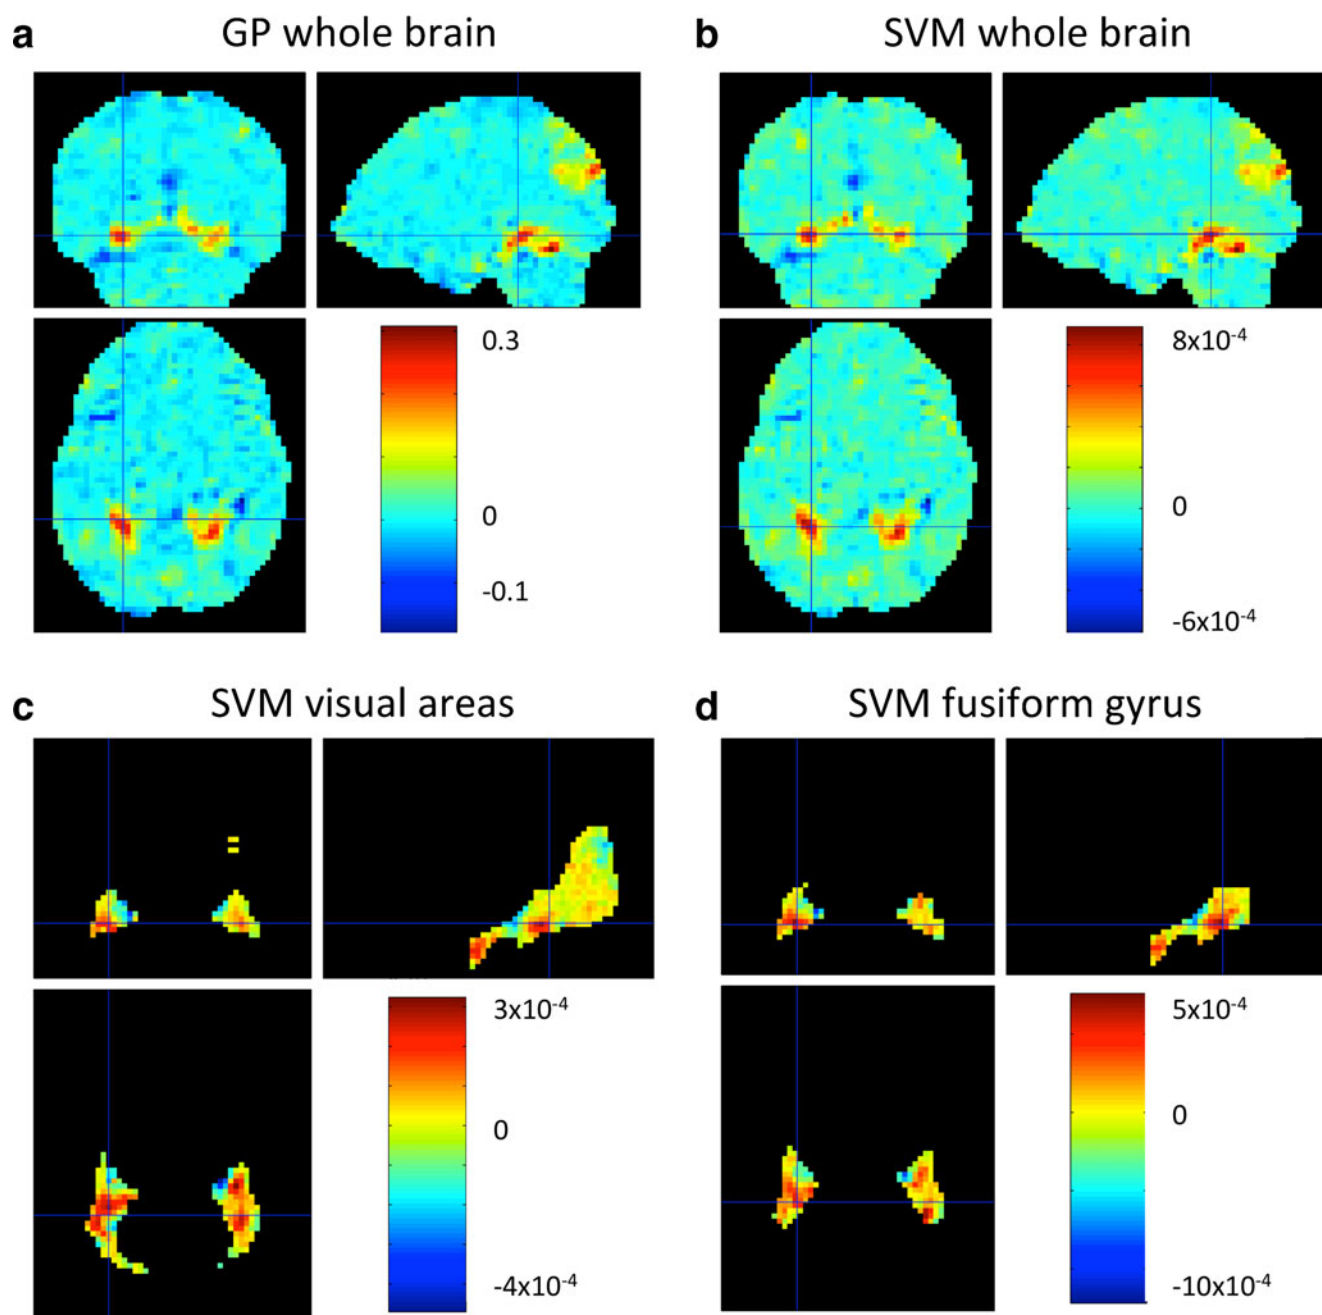 a GP whole brain
b SVM whole brain
0.3
0
-0.1
8x10⁻⁴
0
-6x10⁻⁴
c SVM visual areas
d SVM fusiform gyrus
3x10⁻⁴
0
-4x10⁻⁴
5x10⁻⁴
0
-10x10⁻⁴